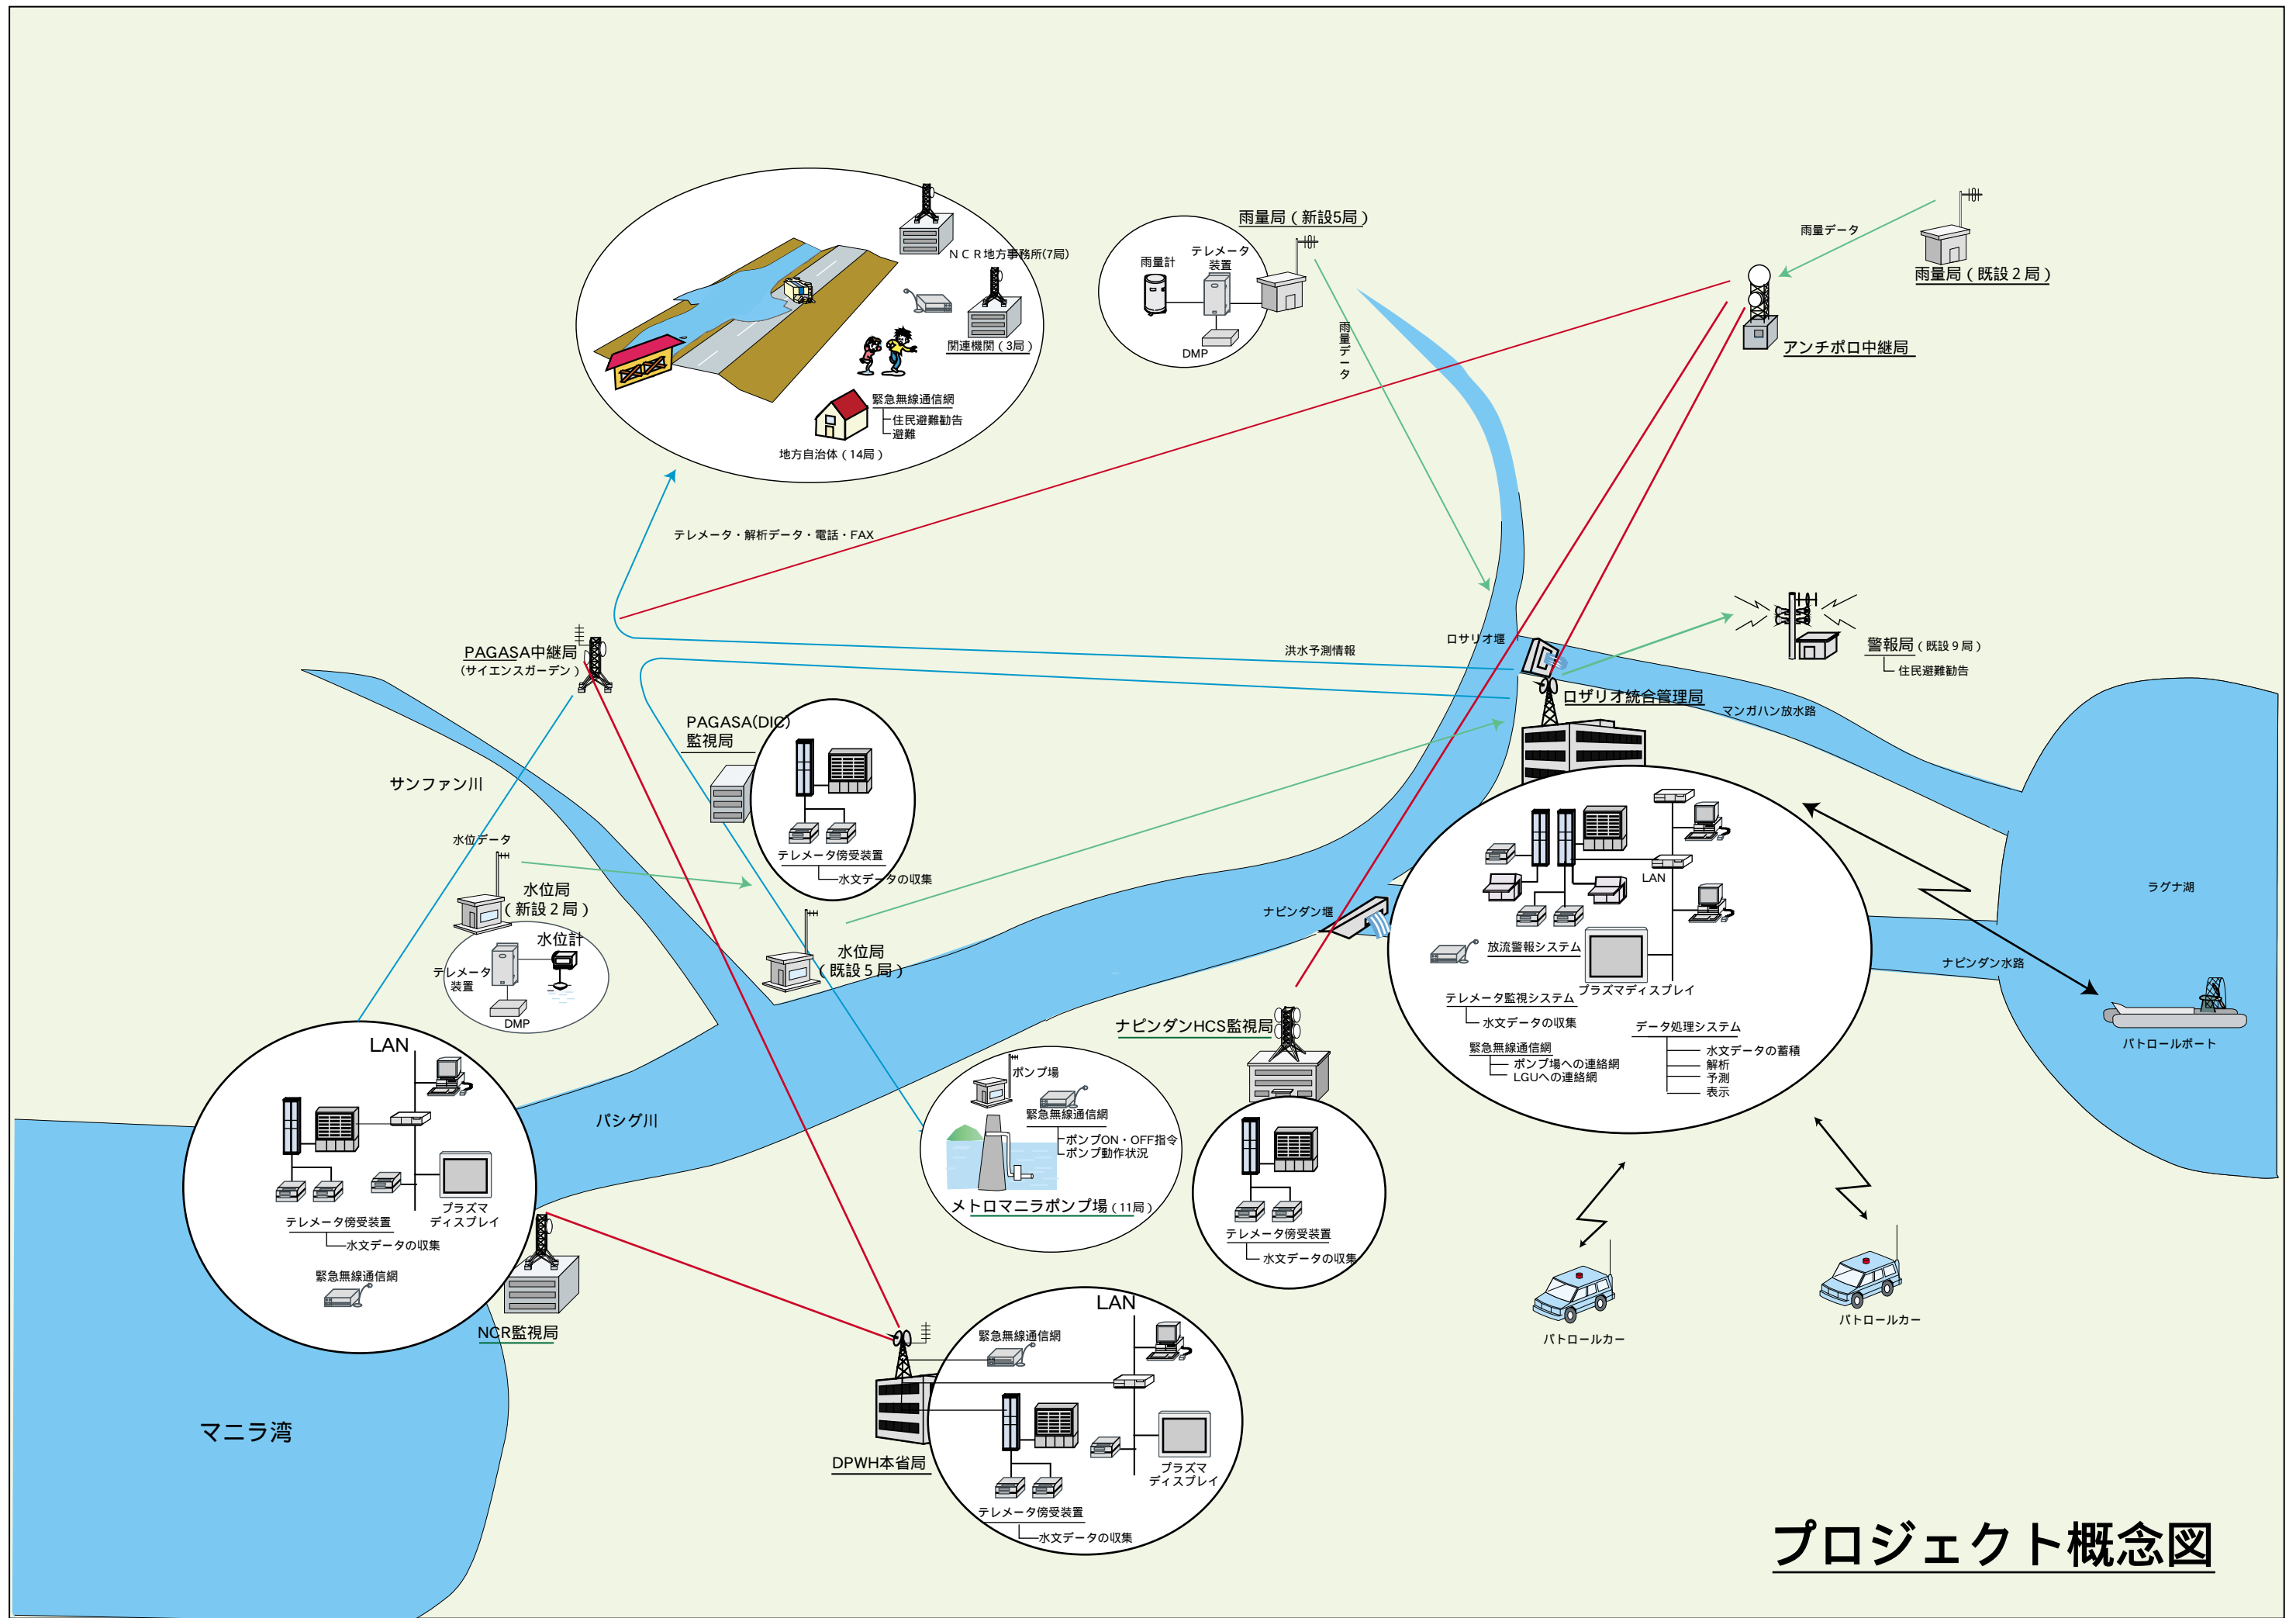 雨量局（新設5局）
雨量計
テレメータ
装置
DMP
雨量データ
雨量データ
雨量局（既設２局）
アンチポロ中継局
ＮＣＲ地方事務所(7局)
関連機関（3局）
緊急無線通信網
住民避難勧告
避難
地方自治体（14局）
テレメータ・解析データ・電話・FAX
PAGASA中継局
(サイエンスガーデン）
洪水予測情報
ロサリオ堰
警報局（既設９局）
住民避難勧告
ロザリオ統合管理局
マンガハン放水路
PAGASA(DIC)
監視局
テレメータ傍受装置
水文データの収集
サンファン川
水位データ
水位局
（新設２局）
水位計
テレメータ
装置
DMP
水位局
（既設５局）
ナピンダン堰
LAN
放流警報システム
プラズマディスプレイ
テレメータ監視システム
水文データの収集
緊急無線通信網
ポンプ場への連絡網
LGUへの連絡網
データ処理システム
水文データの蓄積
解析
予測
表示
ラグナ湖
ナピンダン水路
パトロールボート
ナピンダンHCS監視局
テレメータ傍受装置
水文データの収集
ポンプ場
緊急無線通信網
ポンプON・OFF指令
ポンプ動作状況
メトロマニラポンプ場（11局）
パシグ川
LAN
プラズマ
ディスプレイ
テレメータ傍受装置
水文データの収集
緊急無線通信網
NCR監視局
マニラ湾
LAN
緊急無線通信網
プラズマ
ディスプレイ
テレメータ傍受装置
水文データの収集
DPWH本省局
パトロールカー
パトロールカー
プロジェクト概念図